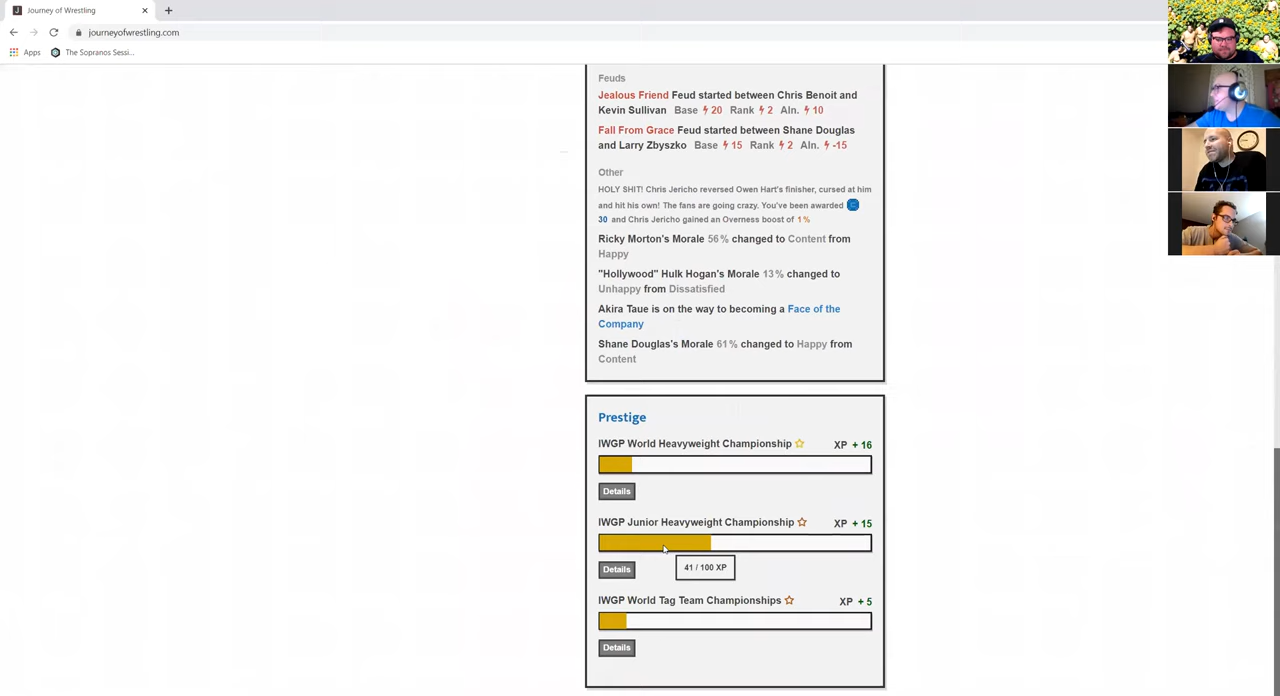 J Journey of Wrestling
journeyofwrestling.com
Apps
The Sopranos Sessi...
Feuds
Jealous Friend Feud started between Chris Benoit and
Kevin Sullivan Base 20 Rank 2 Aln. 10
Fall From Grace Feud started between Shane Douglas
and Larry Zbyszko Base 15 Rank 2 Aln. -15
Other
HOLY SHIT! Chris Jericho reversed Owen Hart's finisher, cursed at him
and hit his own! The fans are going crazy. You've been awarded
30 and Chris Jericho gained an Overness boost of 1%
Ricky Morton's Morale 56% changed to Content from
Happy
"Hollywood" Hulk Hogan's Morale 13% changed to
Unhappy from Dissatisfied
Akira Taue is on the way to becoming a Face of the
Company
Shane Douglas's Morale 61% changed to Happy from
Content
Prestige
IWGP World Heavyweight Championship XP + 16
Details
IWGP Junior Heavyweight Championship XP + 15
41 / 100 XP
Details
IWGP World Tag Team Championships XP + 5
Details